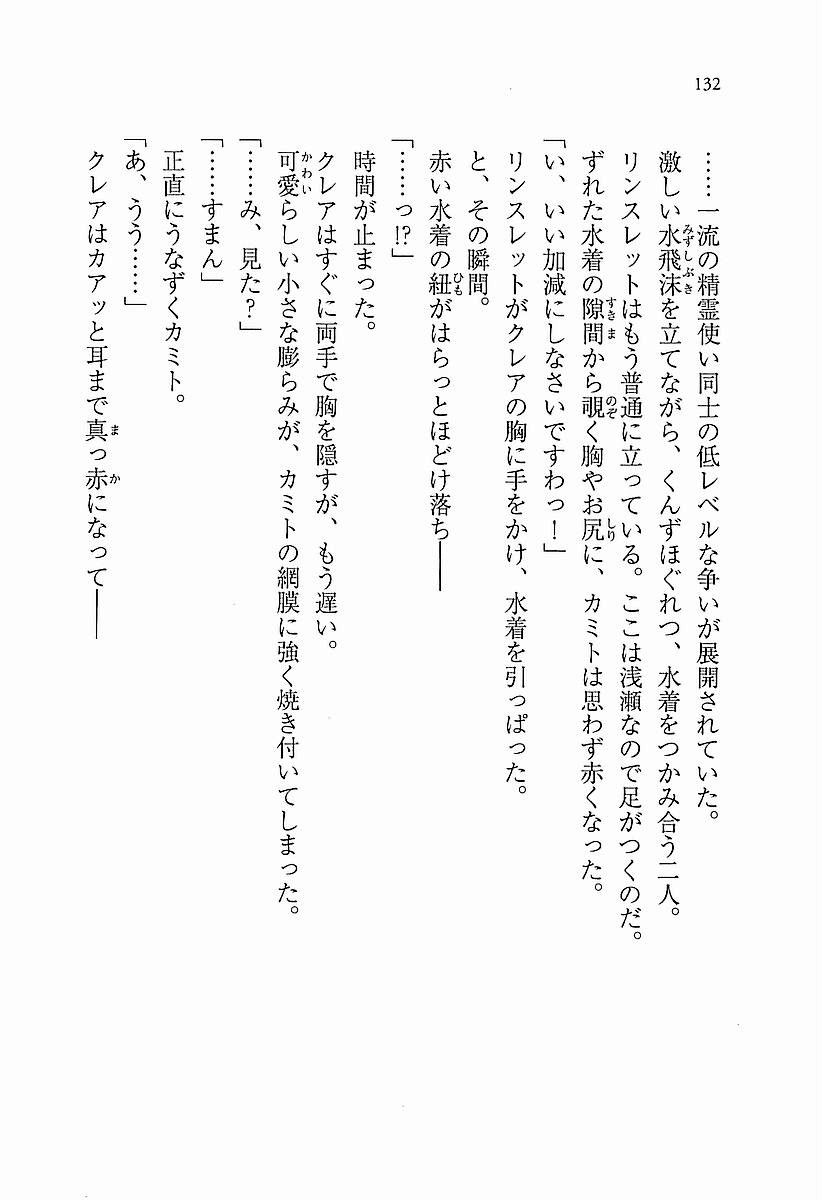 132
……一流の精霊使い同士の低レベルな争いが展開されていた。
激しい水飛沫を立てながら、くんずほぐれつ、水着をつかみ合う二人。
リンスレットはもう普通に立っている。ここは浅瀬なので足がつくのだ。
ずれた水着の隙間から覗く胸やお尻に、カミトは思わず赤くなった。
「い、いい加減にしなさいですわっ！」
リンスレットがクレアの胸に手をかけ、水着を引っぱった。
と、その瞬間。
赤い水着の紐がはらっとほどけ落ち――
「……っ!?」
時間が止まった。
クレアはすぐに両手で胸を隠すが、もう遅い。
可愛らしい小さな膨らみが、カミトの網膜に強く焼き付いてしまった。
「……み、見た？」
「……すまん」
正直にうなずくカミト。
「あ、うう……」
クレアはカアッと耳まで真っ赤になって――